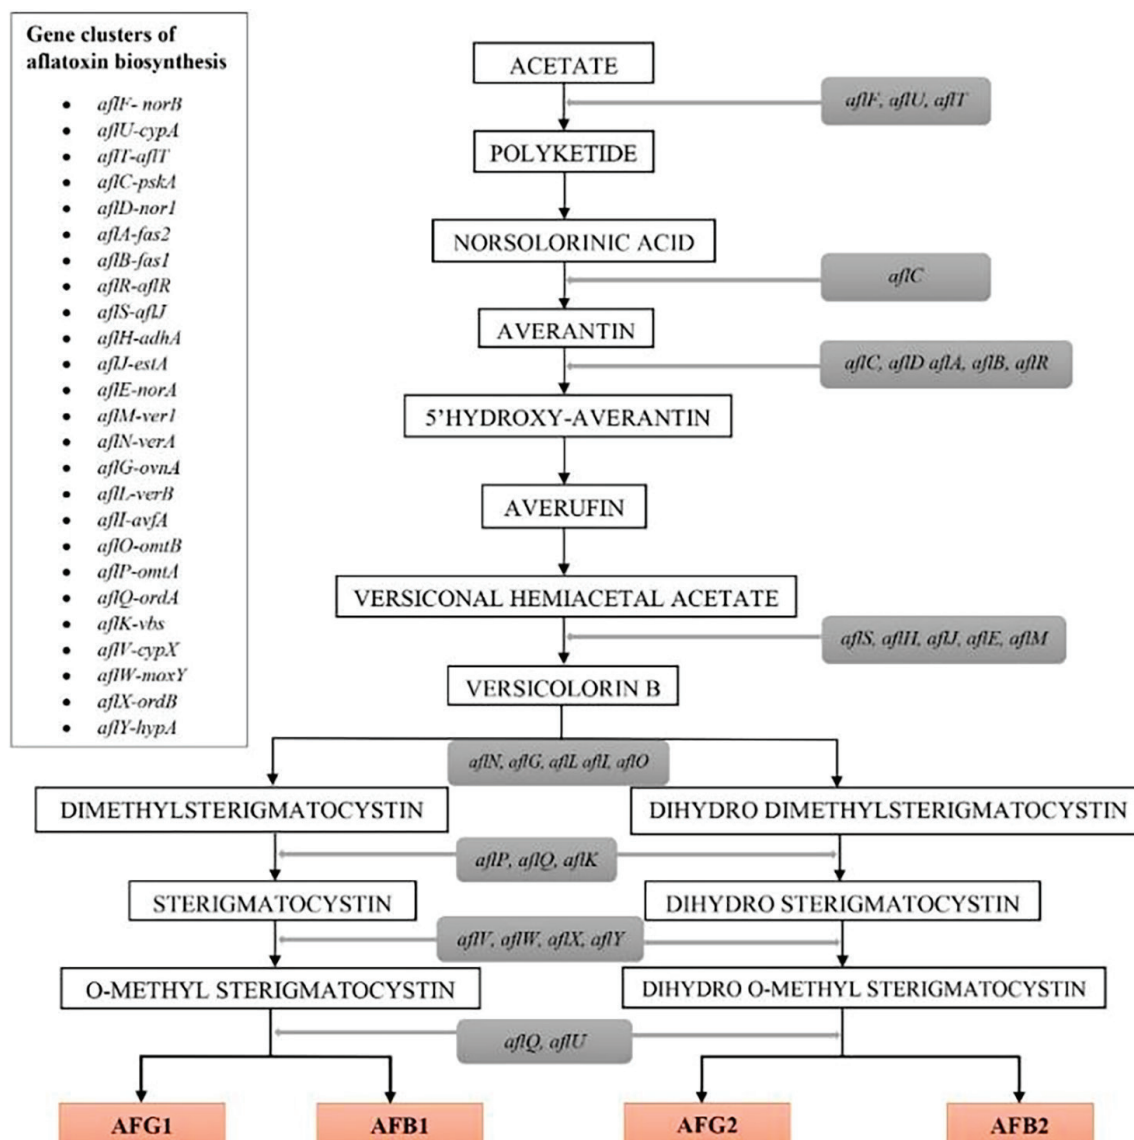 Gene clusters of
aflatoxin biosynthesis
• aflF- norB
• aflU-cypA
• aflT-aflT
• aflC-pskA
• aflD-nor1
• aflA-fas2
• aflB-fas1
• aflR-aflR
• aflS-aflJ
• aflH-adhA
• aflJ-estA
• aflE-norA
• aflM-ver1
• aflN-verA
• aflG-ovnA
• aflL-verB
• aflI-avfA
• aflO-omtB
• aflP-omtA
• aflQ-ordA
• aflK-vbs
• aflV-cypX
• aflW-moxY
• aflX-ordB
• aflY-hypA
ACETATE
aflF, aflU, aflT
POLYKETIDE
NORSOLORINIC ACID
aflC
AVERANTIN
aflC, aflD aflA, aflB, aflR
5’HYDROXY-AVERANTIN
AVERUFIN
VERSICONAL HEMIACETAL ACETATE
aflS, aflH, aflJ, aflE, aflM
VERSICOLORIN B
aflN, aflG, aflL aflI, aflO
DIMETHYLSTERIGMATOCYSTIN
DIHYDRO DIMETHYLSTERIGMATOCYSTIN
aflP, aflQ, aflK
STERIGMATOCYSTIN
DIHYDRO STERIGMATOCYSTIN
aflV, aflW, aflX, aflY
O-METHYL STERIGMATOCYSTIN
DIHYDRO O-METHYL STERIGMATOCYSTIN
aflQ, aflU
AFG1
AFB1
AFG2
AFB2